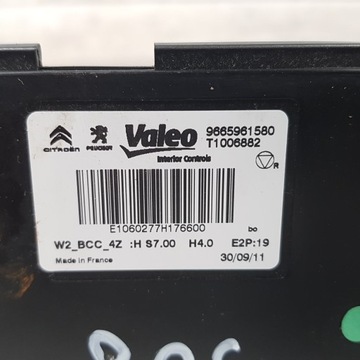 CITROËN PEUGEOT Valeo 9665961580
T1006882
Interior Controls
R
E1060277H176600 bo
W2_BCC_4Z :H S7.00 H4.0 E2P:19
Made in France 30/09/11